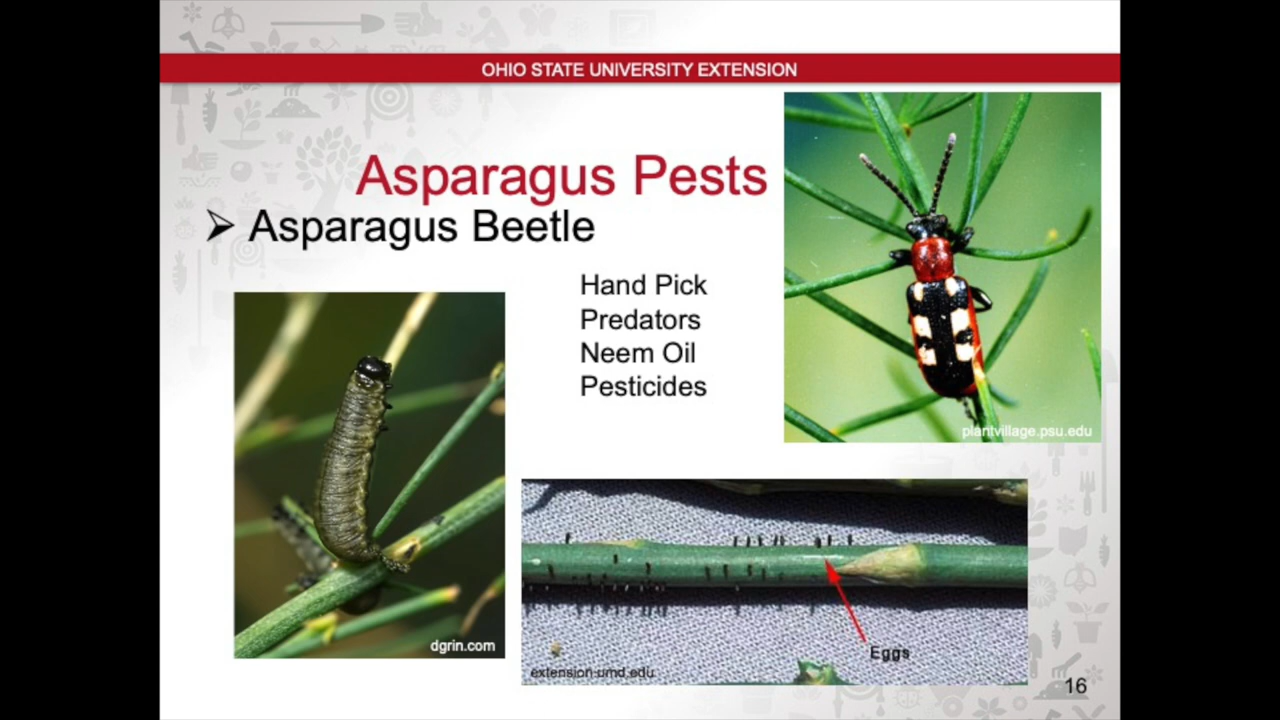 OHIO STATE UNIVERSITY EXTENSION
Asparagus Pests
➢ Asparagus Beetle
Hand Pick
Predators
Neem Oil
Pesticides
plantvillage.psu.edu
dgrin.com
Eggs
extension.umd.edu
16